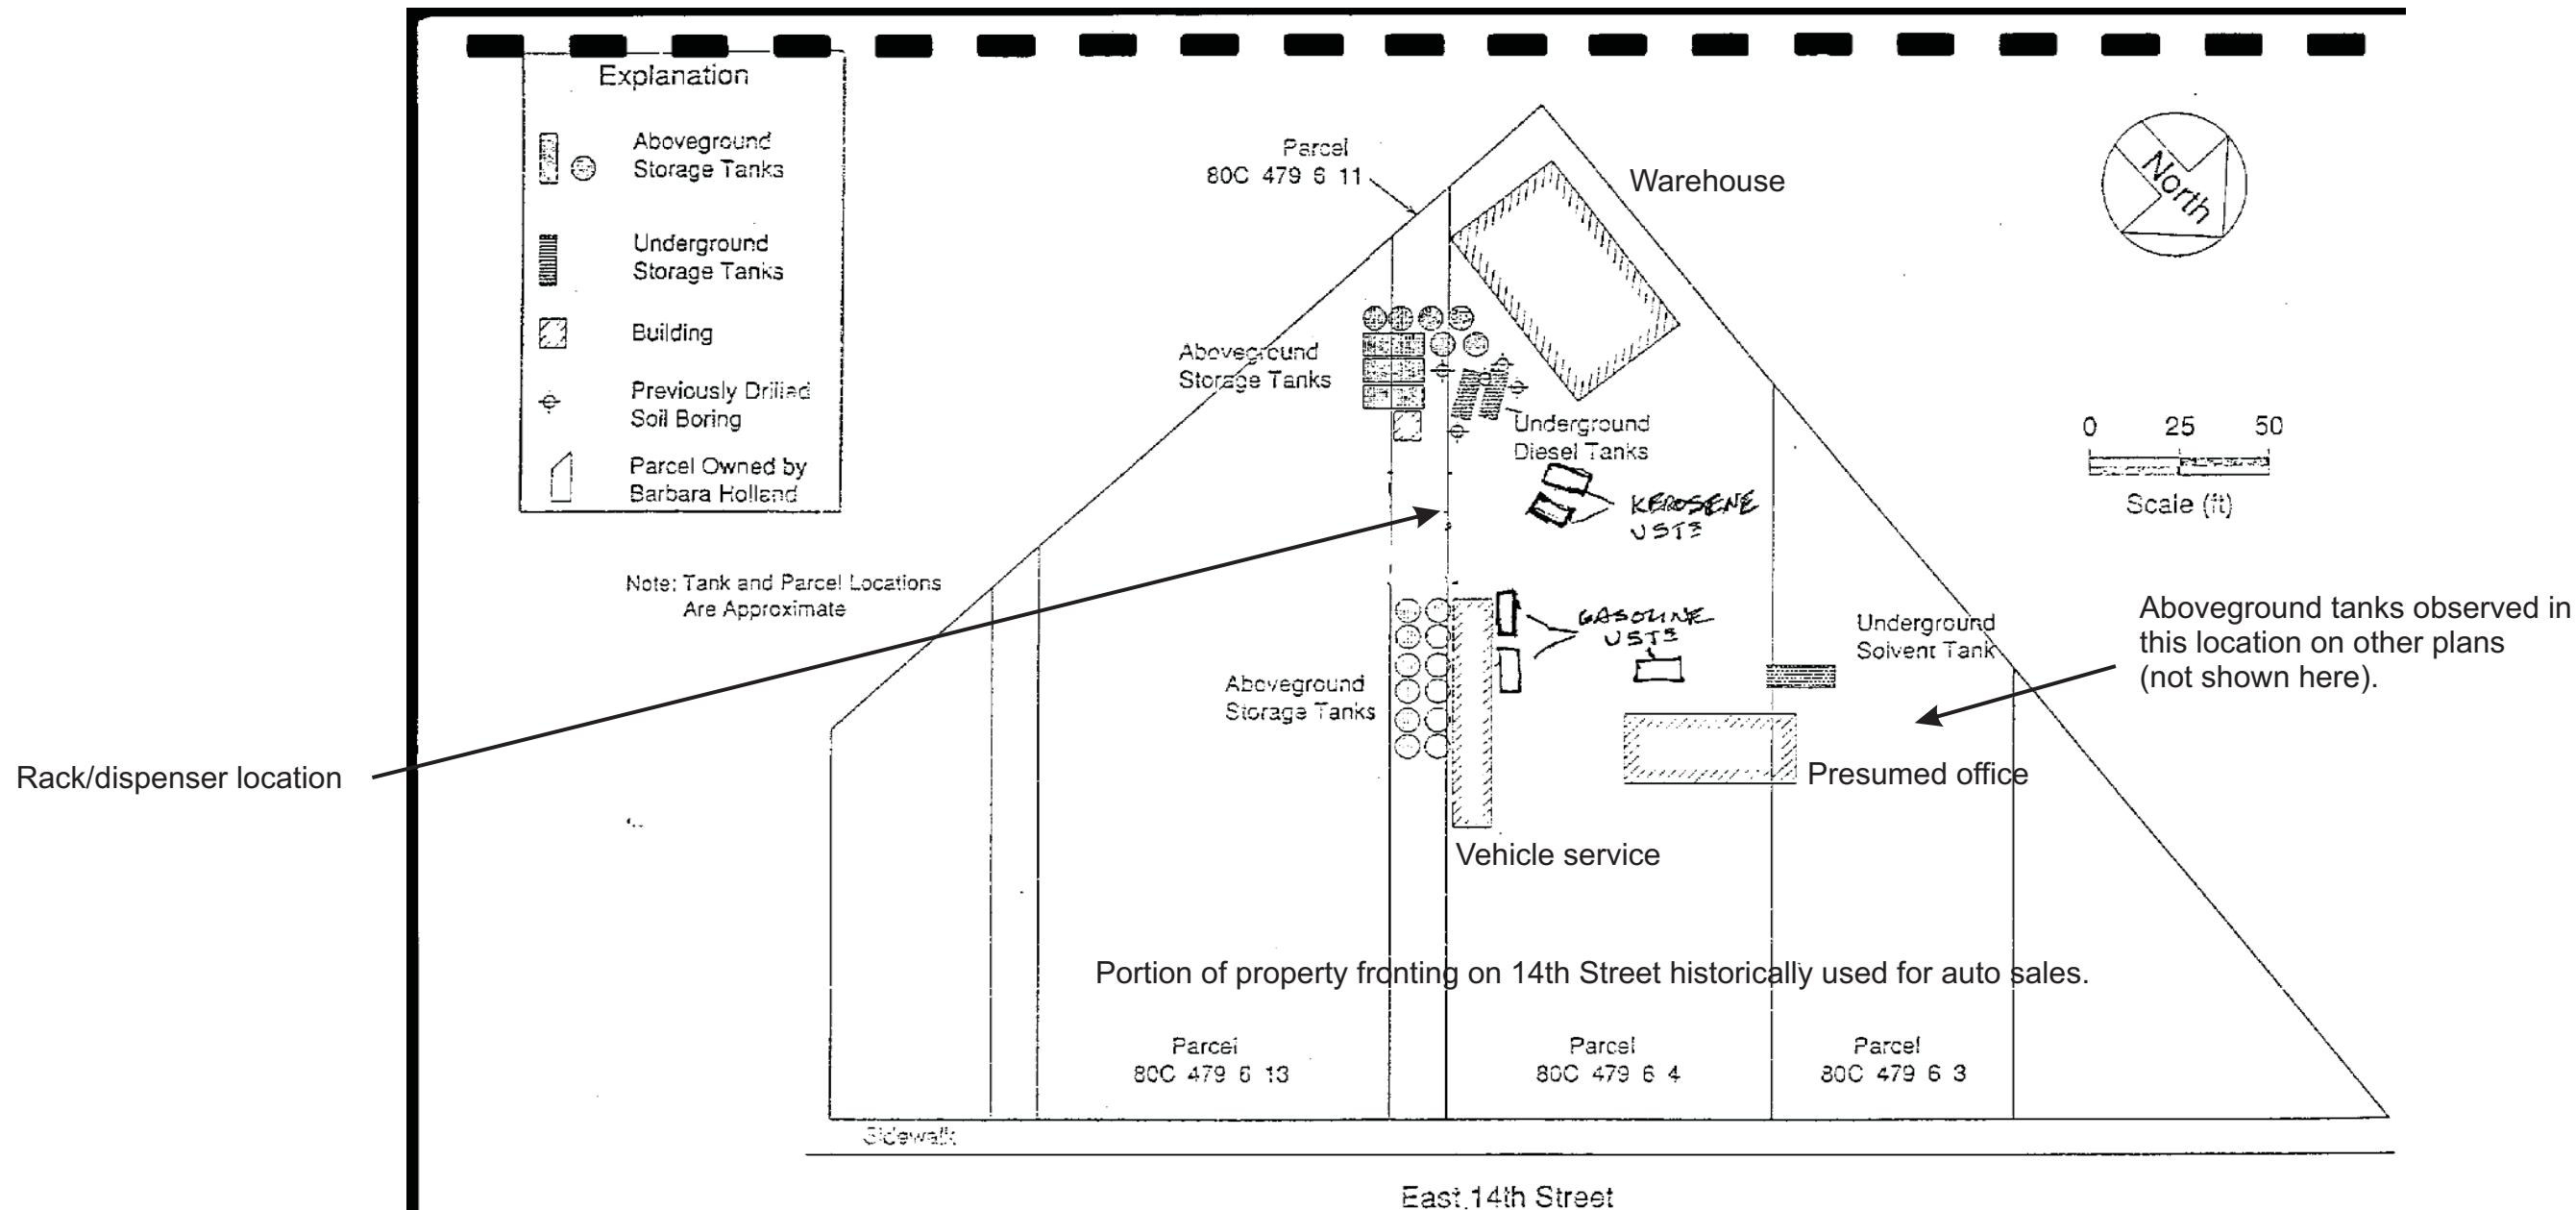 Explanation
Aboveground
Storage Tanks
Underground
Storage Tanks
Building
Previously Drilled
Soil Boring
Parcel Owned by
Barbara Holland
Note: Tank and Parcel Locations
Are Approximate
Parcel
80C 479 6 11
Warehouse
North
Aboveground
Storage Tanks
Underground
Diesel Tanks
0 25 50
Scale (ft)
KEROSENE
USTS
GASOLINE
USTS
Underground
Solvent Tank
Aboveground tanks observed in
this location on other plans
(not shown here).
Aboveground
Storage Tanks
Rack/dispenser location
Presumed office
Vehicle service
Portion of property fronting on 14th Street historically used for auto sales.
Parcel
80C 479 6 13
Parcel
80C 479 6 4
Parcel
80C 479 6 3
Sidewalk
East 14th Street